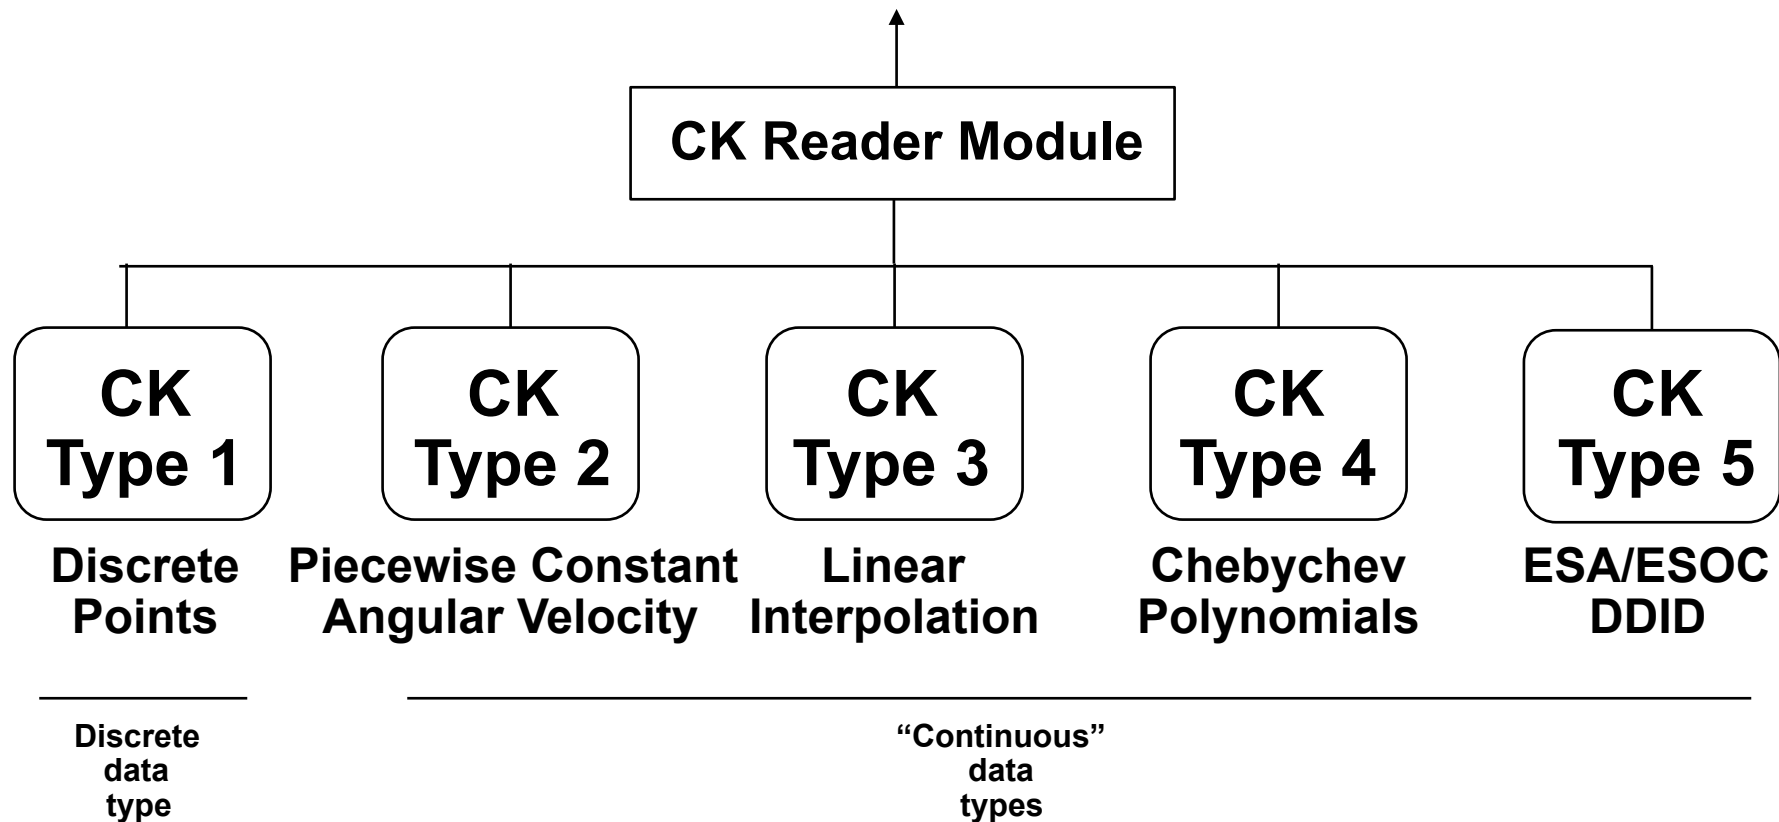 CK Reader Module
CK
Type 1
CK
Type 2
CK
Type 3
CK
Type 4
CK
Type 5
Discrete
Points
Piecewise Constant
Angular Velocity
Linear
Interpolation
Chebychev
Polynomials
ESA/ESOC
DDID
Discrete
data
type
“Continuous”
data
types